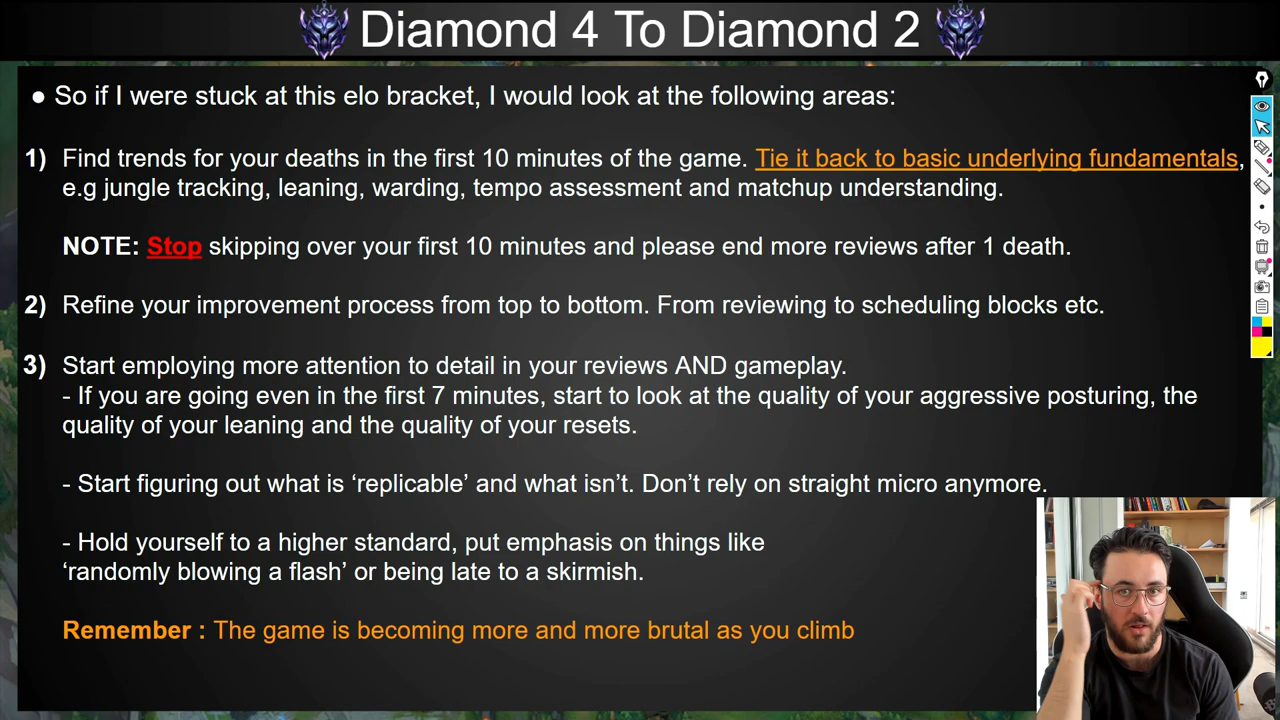 Diamond 4 To Diamond 2
● So if I were stuck at this elo bracket, I would look at the following areas:
1) Find trends for your deaths in the first 10 minutes of the game. Tie it back to basic underlying fundamentals,
e.g jungle tracking, leaning, warding, tempo assessment and matchup understanding.
NOTE: Stop skipping over your first 10 minutes and please end more reviews after 1 death.
2) Refine your improvement process from top to bottom. From reviewing to scheduling blocks etc.
3) Start employing more attention to detail in your reviews AND gameplay.
- If you are going even in the first 7 minutes, start to look at the quality of your aggressive posturing, the
quality of your leaning and the quality of your resets.
- Start figuring out what is ‘replicable’ and what isn’t. Don’t rely on straight micro anymore.
- Hold yourself to a higher standard, put emphasis on things like
‘randomly blowing a flash’ or being late to a skirmish.
Remember : The game is becoming more and more brutal as you climb